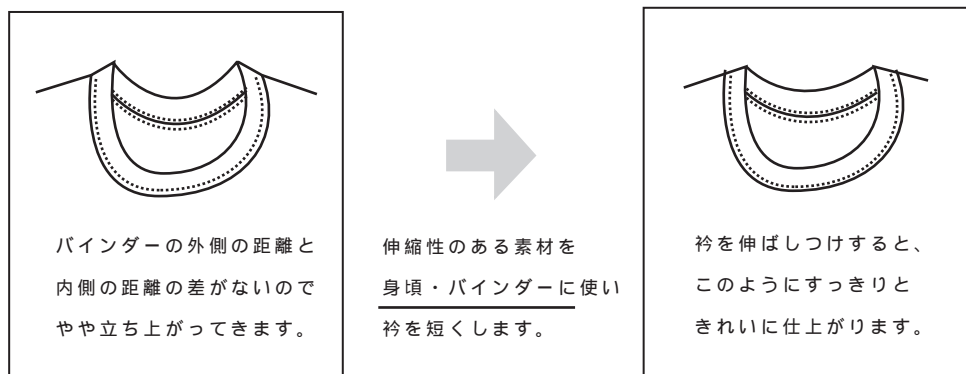 バインダーの外側の距離と
内側の距離の差がないので
やや立ち上がってきます。
伸縮性のある素材を
身頃・バインダーに使い
衿を短くします。
衿を伸ばしつけすると、
このようにすっきりと
きれいに仕上がります。